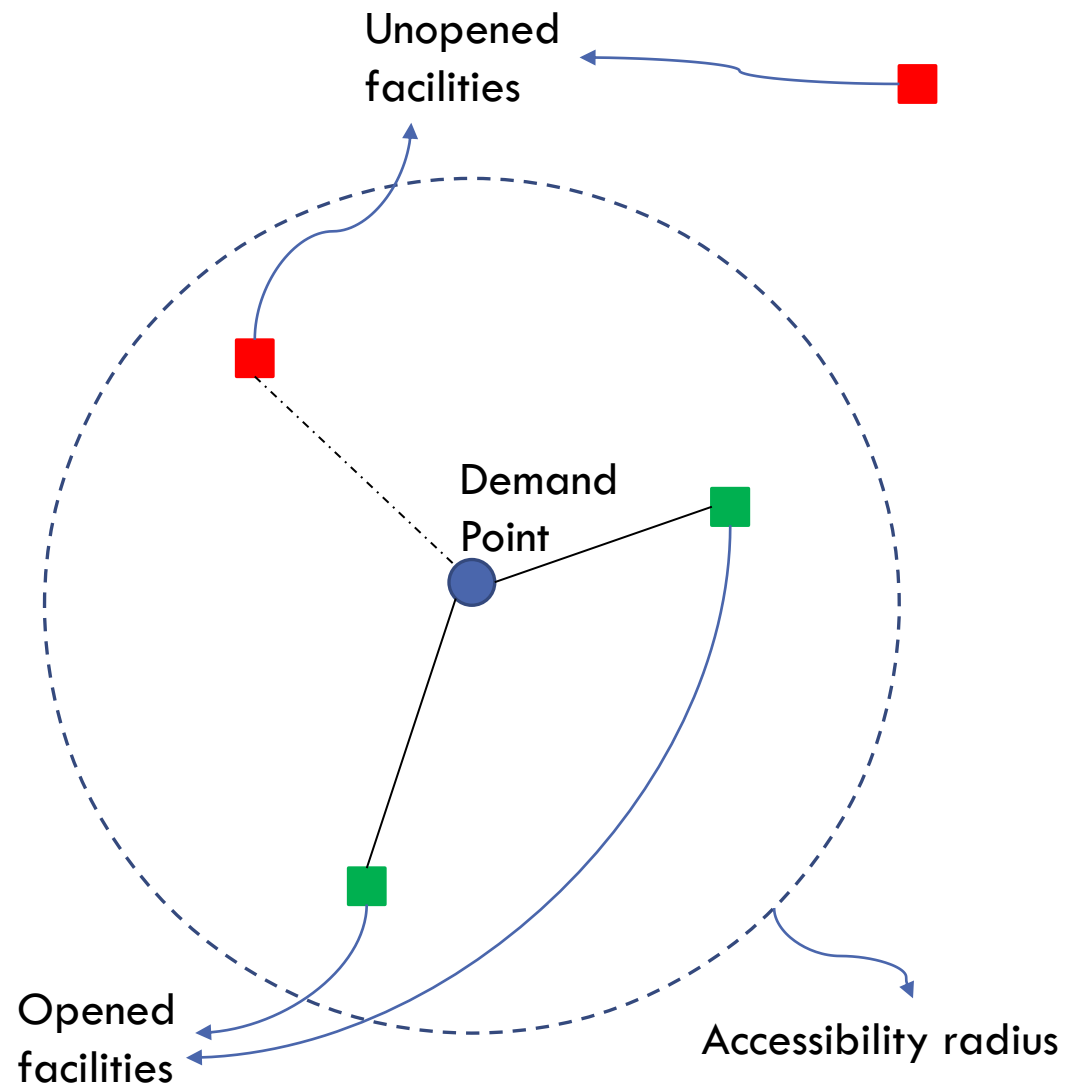 Unopened
facilities
Demand
Point
Opened
facilities
Accessibility radius